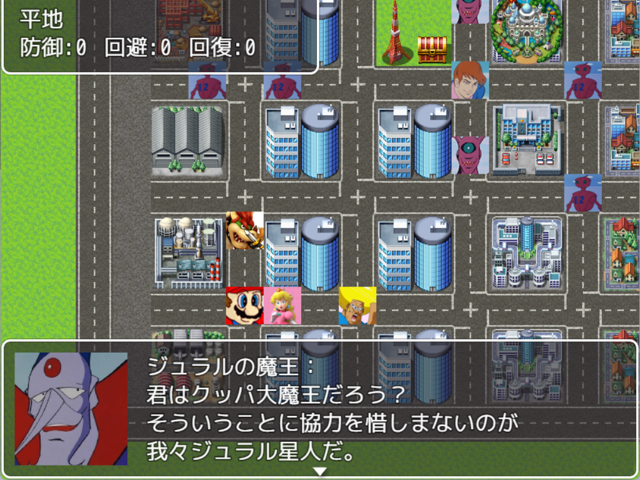 平地
防御:0 回避:0 回復:0
ジュラルの魔王：
君はクッパ大魔王だろう？
そういうことに協力を惜しまないのが
我々ジュラル星人だ。